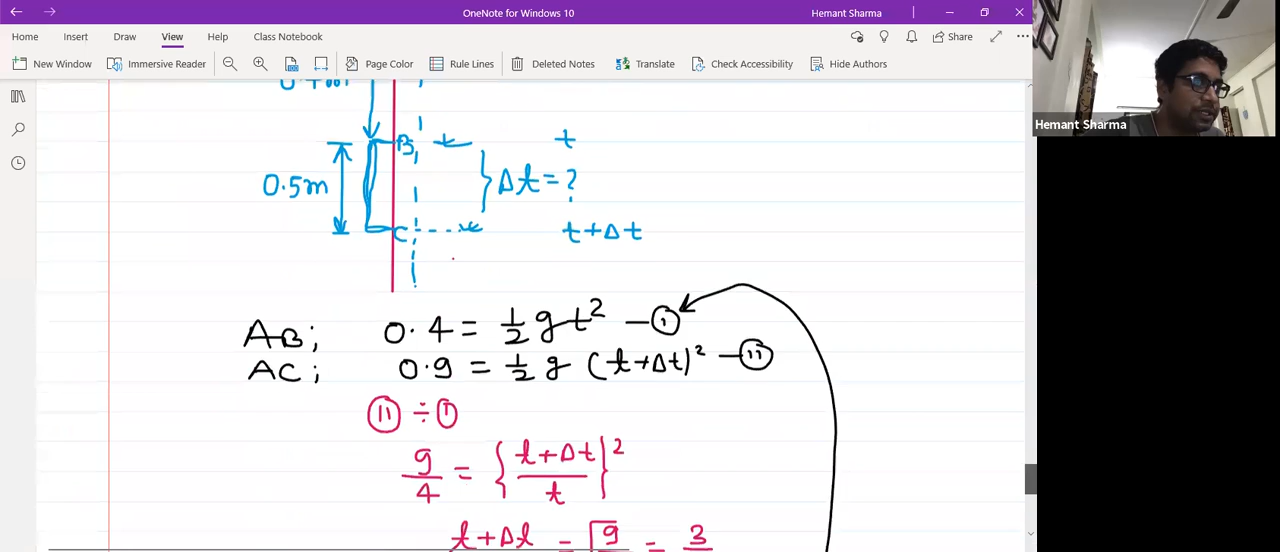 OneNote for Windows 10
Hemant Sharma
Home Insert Draw View Help Class Notebook
Share
New Window Immersive Reader Page Color Rule Lines Deleted Notes Translate Check Accessibility Hide Authors
Hemant Sharma
B t
0.5m } Δt = ?
C t+Δt
AB; 0.4 = ½ g t² — ⓘ
AC; 0.9 = ½ g (t+Δt)² — ⑪
⑪ ÷ ⓘ
9/4 = {(t+Δt)/t}²
t+Δt = √9 = 3